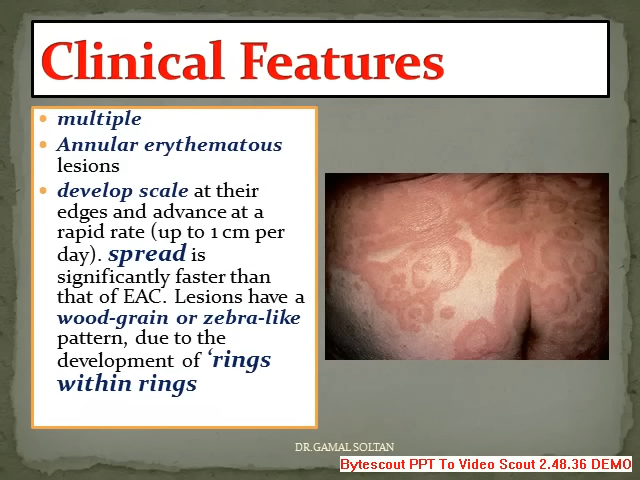 Clinical Features
multiple
Annular erythematous
lesions
develop scale at their
edges and advance at a
rapid rate (up to 1 cm per
day). spread is
significantly faster than
that of EAC. Lesions have a
wood-grain or zebra-like
pattern, due to the
development of ‘rings
within rings
DR.GAMAL SOLTAN
Bytescout PPT To Video Scout 2.48.36 DEMO